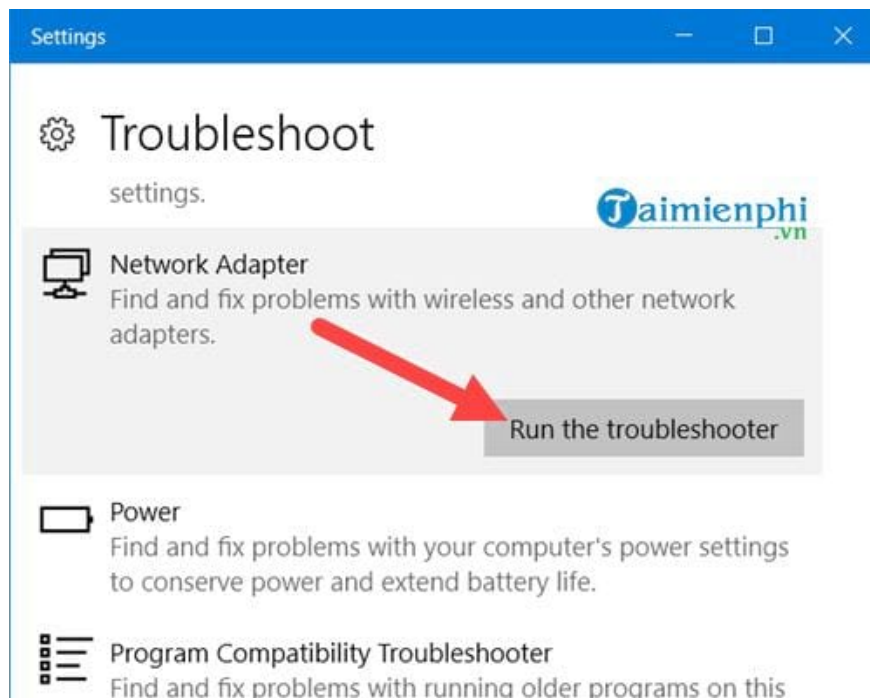 Settings
Troubleshoot
settings.
Taimienphi
.vn
Network Adapter
Find and fix problems with wireless and other network
adapters.
Run the troubleshooter
Power
Find and fix problems with your computer's power settings
to conserve power and extend battery life.
Program Compatibility Troubleshooter
Find and fix problems with running older programs on this